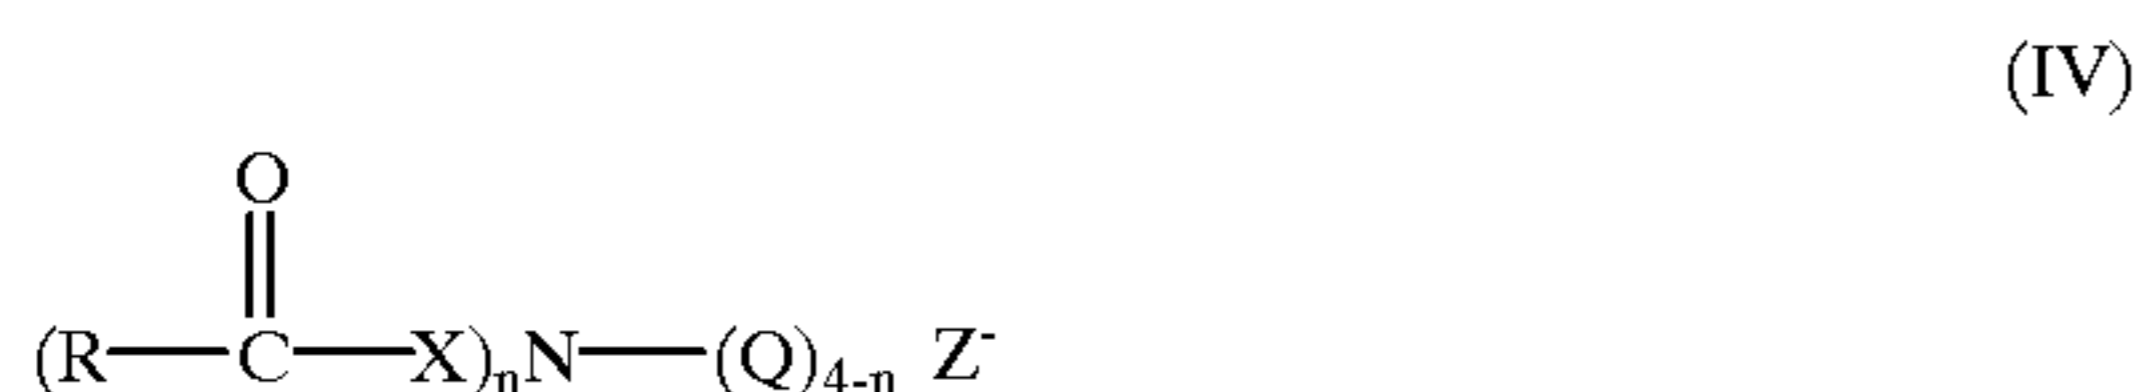 (IV)
O
(R—C—X)nN—(Q)4-n Z-